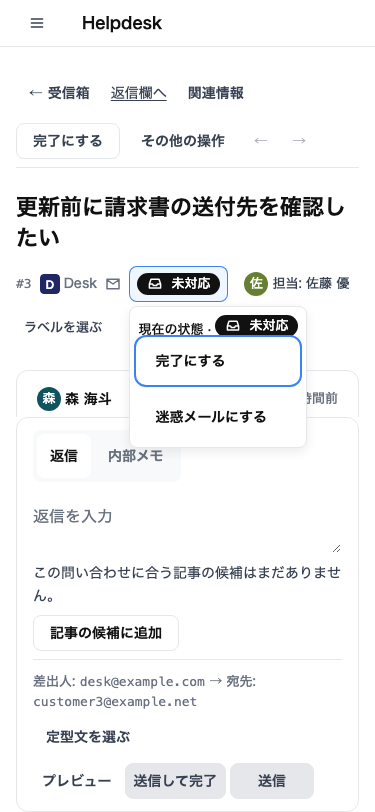 Helpdesk
← 受信箱 返信欄へ 関連情報
完了にする その他の操作 ← →
更新前に請求書の送付先を確認し
たい
#3 D Desk 未対応 佐 担当: 佐藤 優
ラベルを選ぶ
現在の状態 · 未対応
完了にする
迷惑メールにする
森 森 海斗 時間前
返信 内部メモ
返信を入力
この問い合わせに合う記事の候補はまだありませ
ん。
記事の候補に追加
差出人: desk@example.com → 宛先:
customer3@example.net
定型文を選ぶ
プレビュー 送信して完了 送信